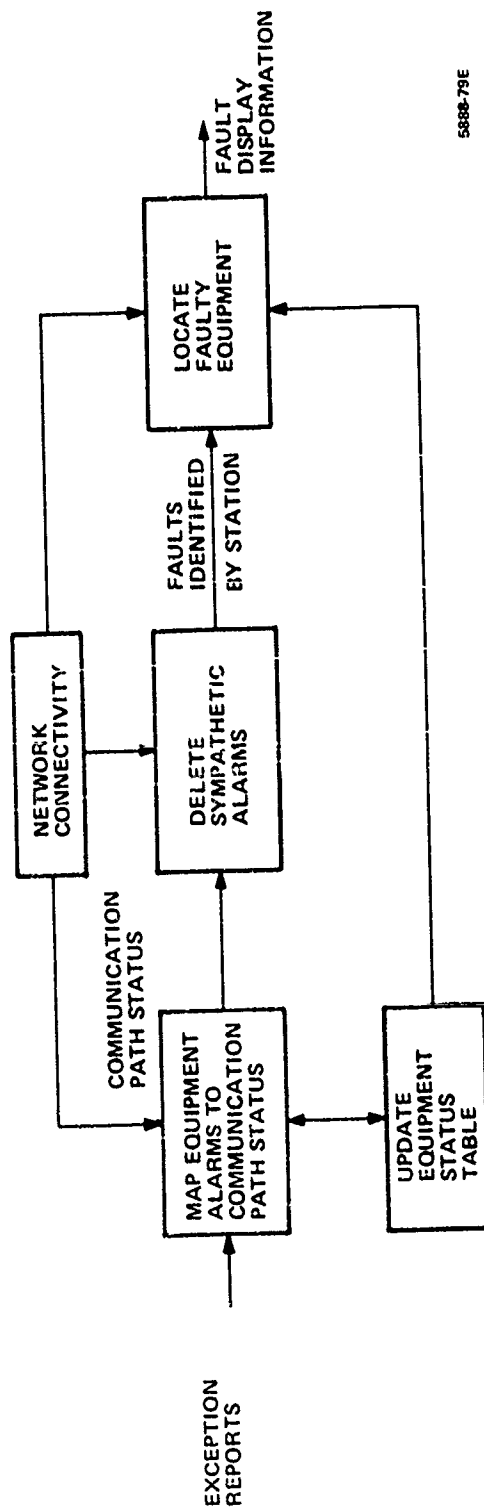 EXCEPTION
REPORTS
MAP EQUIPMENT
ALARMS TO
COMMUNICATION
PATH STATUS
UPDATE
EQUIPMENT
STATUS
TABLE
COMMUNICATION
PATH STATUS
NETWORK
CONNECTIVITY
DELETE
SYMPATHETIC
ALARMS
FAULTS
IDENTIFIED
BY STATION
LOCATE
FAULTY
EQUIPMENT
FAULT
DISPLAY
INFORMATION
5888-79E